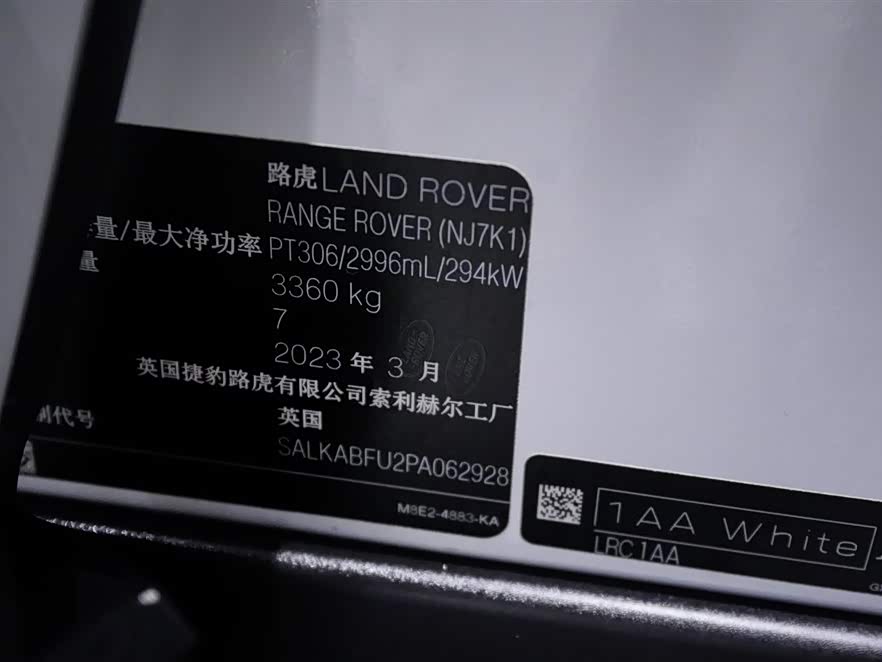 路虎LAND ROVER
RANGE ROVER (NJ7K1)
量/最大净功率 PT306/2996mL/294kW
量 3360 kg
7
2023 年 3 月
英国捷豹路虎有限公司索利赫尔工厂
制代号 英国
SALKABFU2PA062928
M8E2-4883-KA
1AA White
LRC1AA